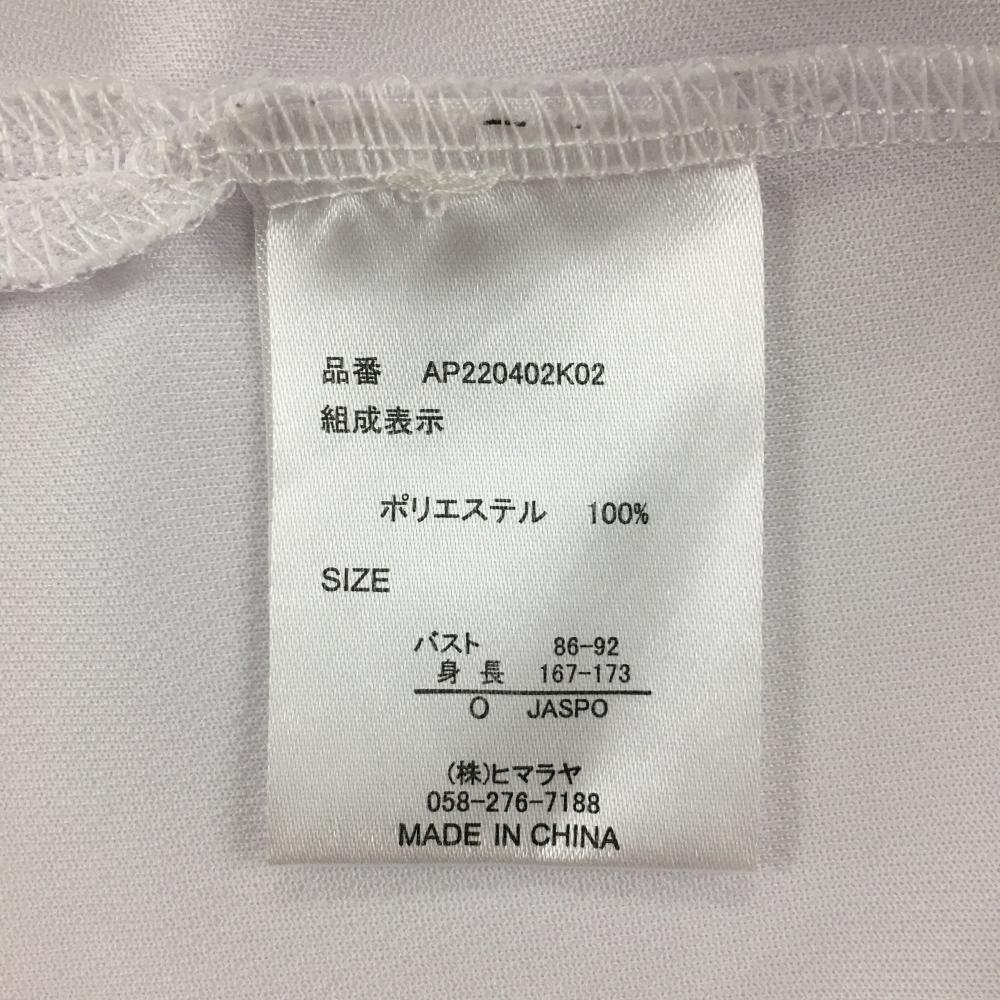 品番 AP220402K02
組成表示
ポリエステル 100%
SIZE
バスト 86-92
身長 167-173
O JASPO
(株)ヒマラヤ
058-276-7188
MADE IN CHINA